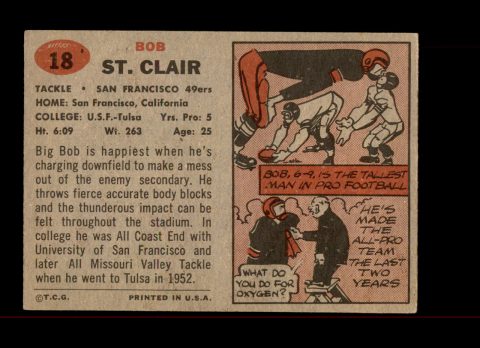 18
BOB
ST. CLAIR
TACKLE • SAN FRANCISCO 49ers
HOME: San Francisco, California
COLLEGE: U.S.F.-Tulsa Yrs. Pro: 5
Ht. 6:09 Wt. 263 Age: 25
Big Bob is happiest when he's
charging downfield to make a mess
out of the enemy secondary. He
throws fierce accurate body blocks
and the thunderous impact can be
felt throughout the stadium. In
college he was All Coast End with
University of San Francisco and
later All Missouri Valley Tackle
when he went to Tulsa in 1952.
©T.C.G. PRINTED IN U.S.A.
BOB, 6-9, IS THE TALLEST
MAN IN PRO FOOTBALL
WHAT DO
YOU DO FOR
OXYGEN?
HE'S
MADE
THE
ALL-PRO
TEAM
THE LAST
TWO
YEARS